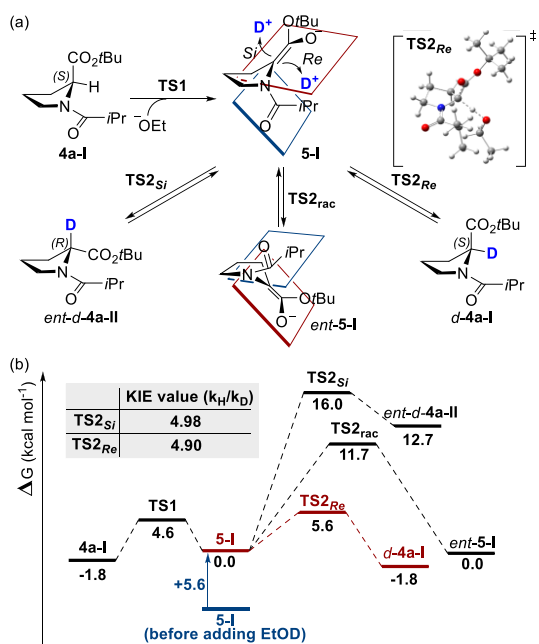 (a)
OtBu
D⁺
O⁻
CO₂tBu
(S)
H
Si
Re
D⁺
N
TS1
N
iPr
O
iPr
⁻OEt
O
4a-I
5-I
TS2Re
‡
TS2Si
TS2rac
TS2Re
D
(R)
CO₂tBu
N
iPr
O
ent-d-4a-II
O
iPr
N
OtBu
O⁻
ent-5-I
CO₂tBu
(S)
D
N
iPr
O
d-4a-I
(b)
ΔG (kcal mol⁻¹)
KIE value (kH/kD)
TS2Si 4.98
TS2Re 4.90
TS2Si
16.0
ent-d-4a-II
12.7
TS2rac
11.7
TS1
4.6
TS2Re
5.6
4a-I
-1.8
5-I
0.0
d-4a-I
-1.8
ent-5-I
0.0
+5.6
5-I
(before adding EtOD)